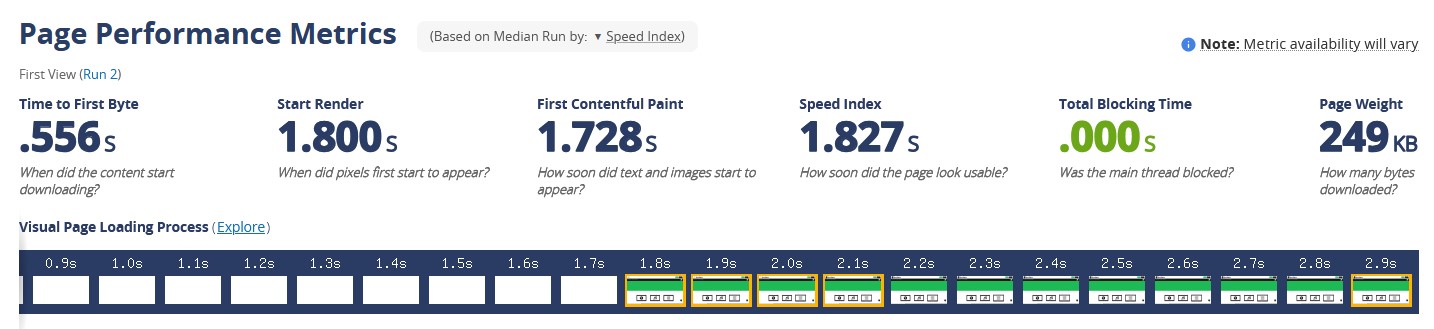 Page Performance Metrics (Based on Median Run by: ▼ Speed Index)
Note: Metric availability will vary
First View (Run 2)
Time to First Byte
.556 S
When did the content start
downloading?
Start Render
1.800 S
When did pixels first start to appear?
First Contentful Paint
1.728 S
How soon did text and images start to
appear?
Speed Index
1.827 S
How soon did the page look usable?
Total Blocking Time
.000 S
Was the main thread blocked?
Page Weight
249 KB
How many bytes
downloaded?
Visual Page Loading Process (Explore)
0.9s 1.0s 1.1s 1.2s 1.3s 1.4s 1.5s 1.6s 1.7s 1.8s 1.9s 2.0s 2.1s 2.2s 2.3s 2.4s 2.5s 2.6s 2.7s 2.8s 2.9s